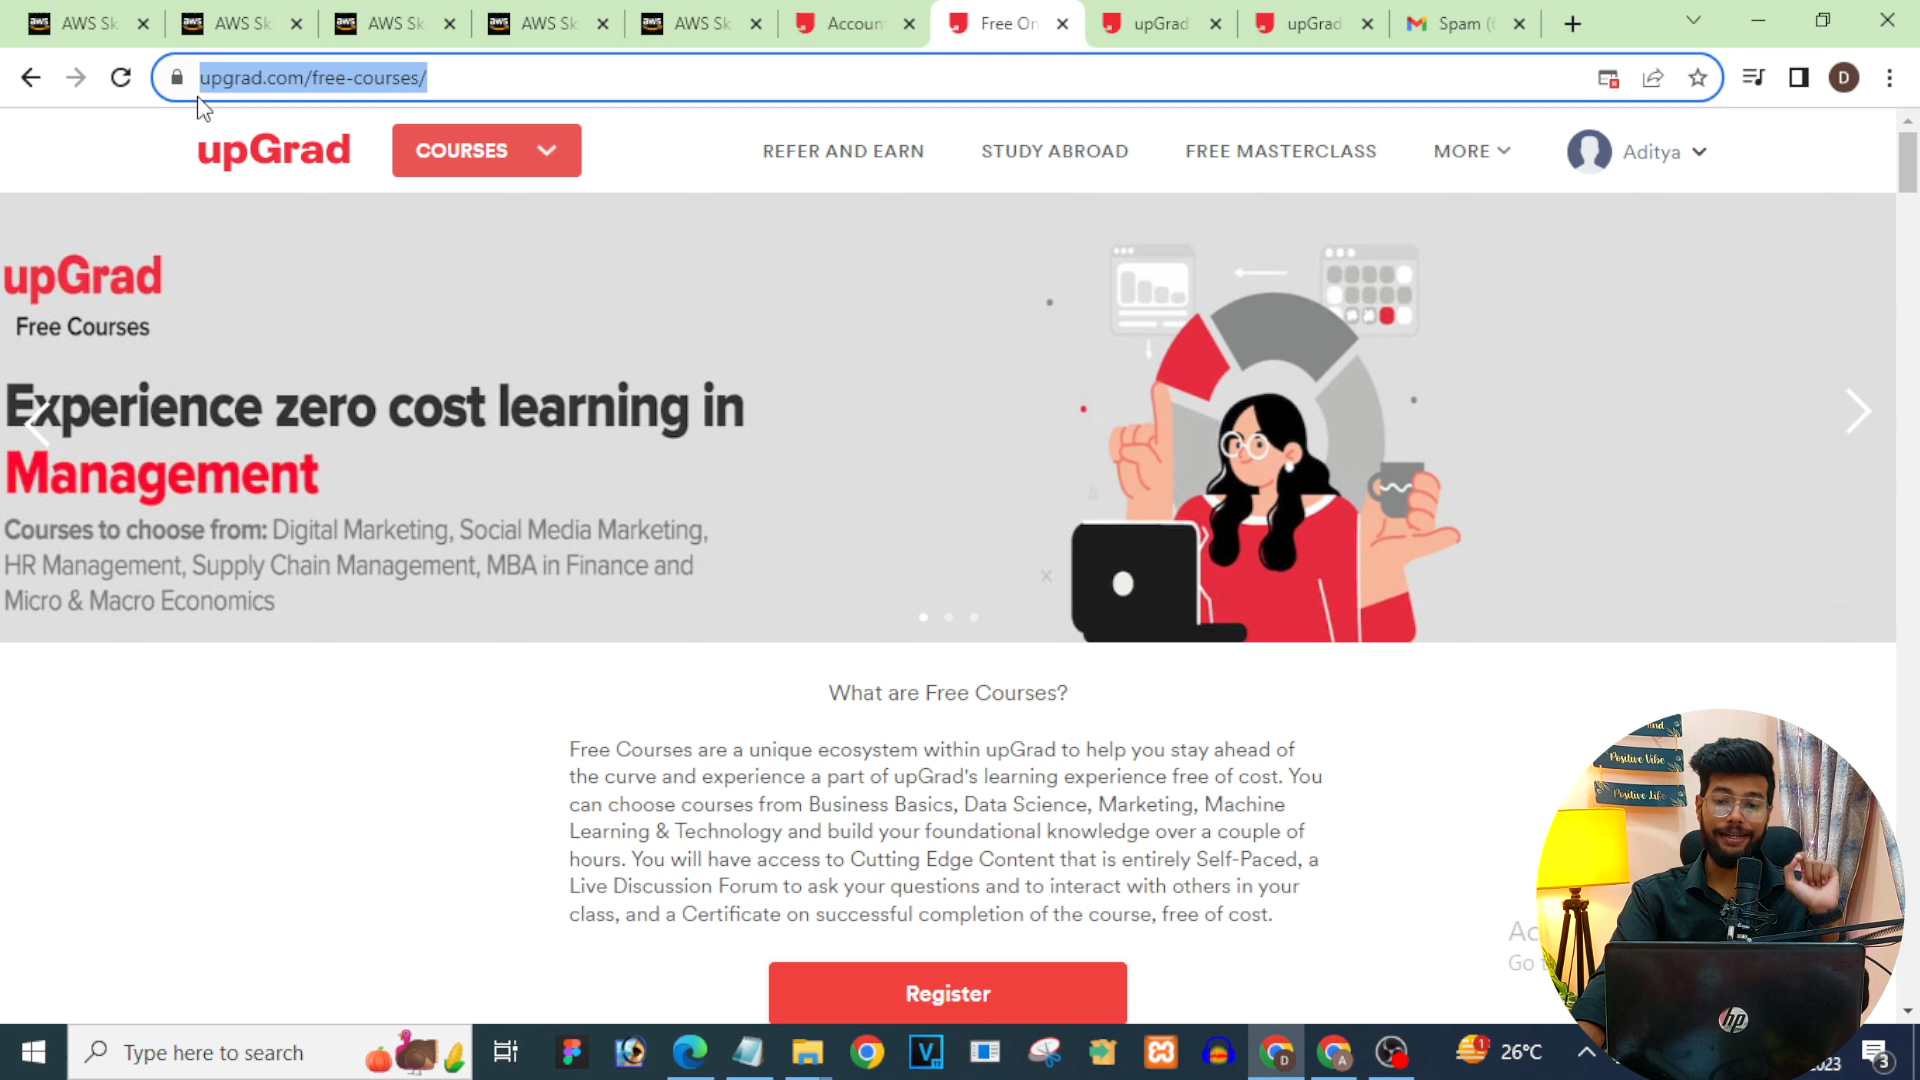 aws AWS Sk
aws AWS Sk
aws AWS Sk
aws AWS Sk
aws AWS Sk
Accoun
Free On
upGrad
upGrad
Spam (
upgrad.com/free-courses/
D
upGrad
COURSES
REFER AND EARN
STUDY ABROAD
FREE MASTERCLASS
MORE
Aditya
upGrad
Free Courses
Experience zero cost learning in
Management
Courses to choose from: Digital Marketing, Social Media Marketing,
HR Management, Supply Chain Management, MBA in Finance and
Micro & Macro Economics
What are Free Courses?
Free Courses are a unique ecosystem within upGrad to help you stay ahead of
the curve and experience a part of upGrad's learning experience free of cost. You
can choose courses from Business Basics, Data Science, Marketing, Machine
Learning & Technology and build your foundational knowledge over a couple of
hours. You will have access to Cutting Edge Content that is entirely Self-Paced, a
Live Discussion Forum to ask your questions and to interact with others in your
class, and a Certificate on successful completion of the course, free of cost.
Register
Positive Vibe
Positive Life
hp
Type here to search
26°C
2023
3